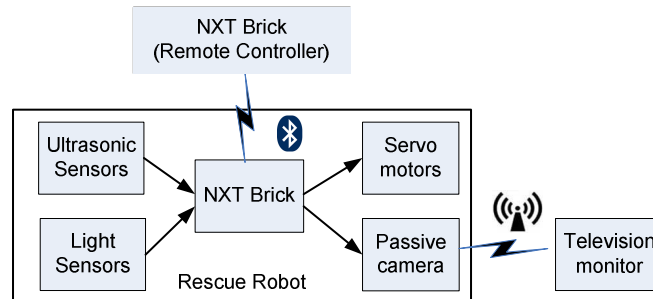 NXT Brick
(Remote Controller)
Ultrasonic
Sensors
Servo
motors
NXT Brick
Light
Sensors
Passive
camera
Television
monitor
Rescue Robot